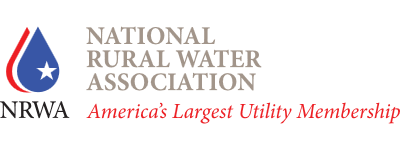 NATIONAL
RURAL WATER
ASSOCIATION
NRWA
America's Largest Utility Membership